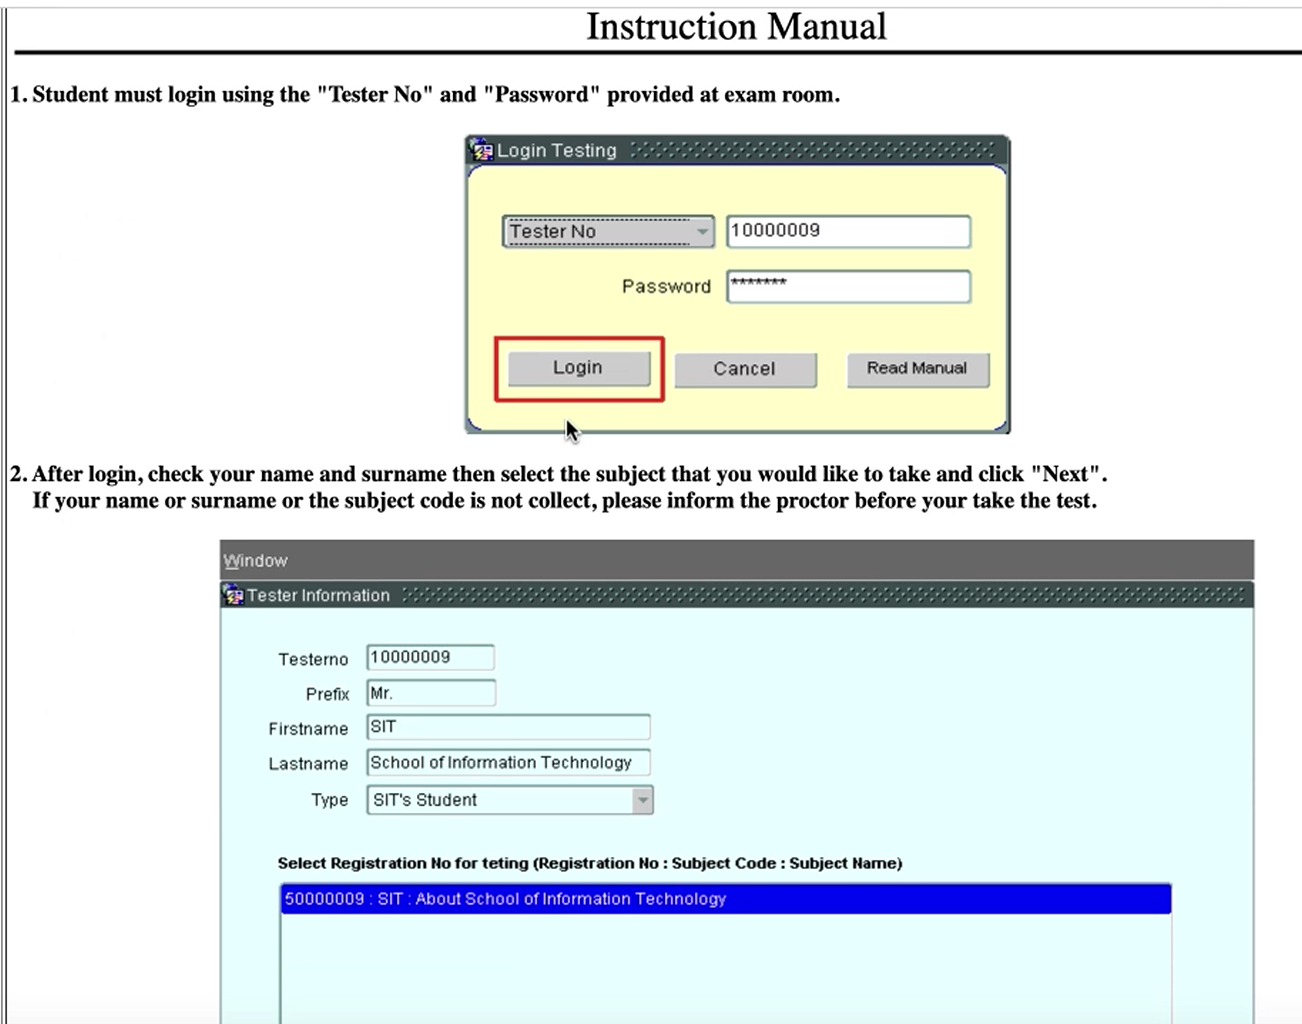 Instruction Manual
1. Student must login using the "Tester No" and "Password" provided at exam room.
Login Testing
Tester No 10000009
Password *******
Login Cancel Read Manual
2. After login, check your name and surname then select the subject that you would like to take and click "Next".
If your name or surname or the subject code is not collect, please inform the proctor before your take the test.
Window
Tester Information
Testerno 10000009
Prefix Mr.
Firstname SIT
Lastname School of Information Technology
Type SIT's Student
Select Registration No for teting (Registration No : Subject Code : Subject Name)
50000009 : SIT : About School of Information Technology